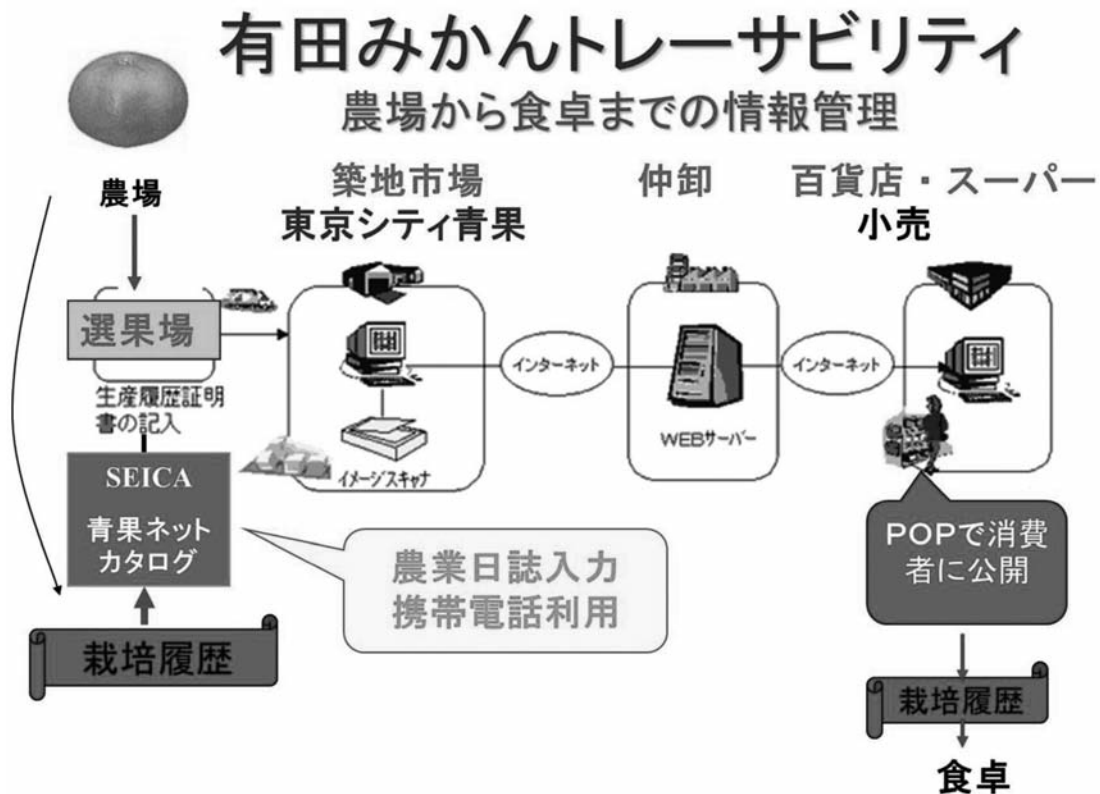 有田みかんトレーサビリティ
農場から食卓までの情報管理
農場
築地市場
東京シティ青果
仲卸
百貨店・スーパー
小売
選果場
生産履歴証明
書の記入
インターネット
インターネット
イメージスキャナ
WEBサーバー
SEICA
青果ネット
カタログ
農業日誌入力
携帯電話利用
POPで消費
者に公開
栽培履歴
栽培履歴
食卓